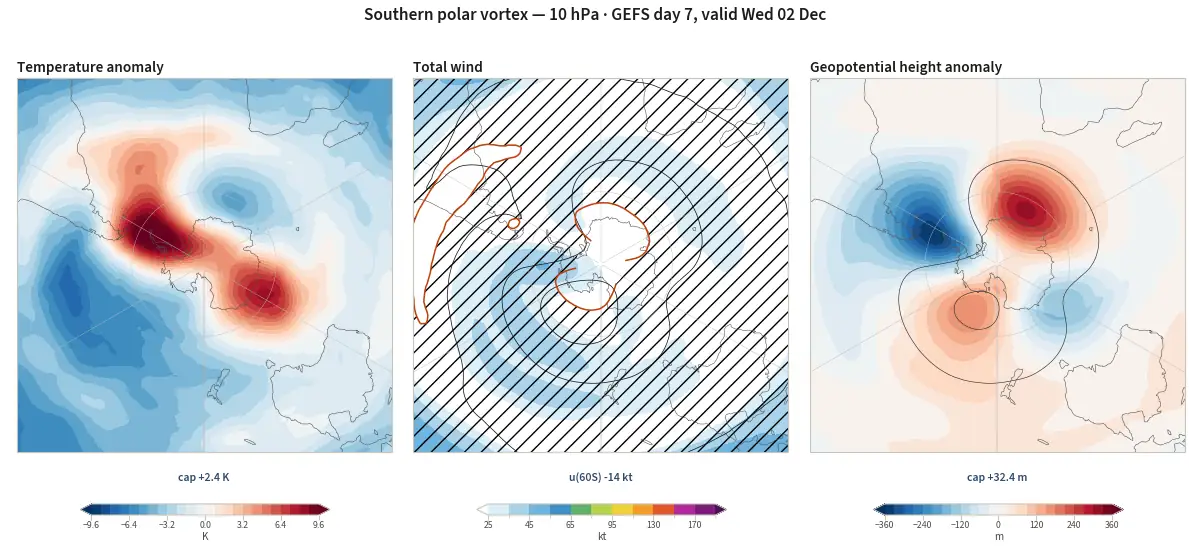 Southern polar vortex — 10 hPa · GEFS day 7, valid Wed 02 Dec
Temperature anomaly
Total wind
Geopotential height anomaly
cap +2.4 K
u(60S) -14 kt
cap +32.4 m
−9.6 −6.4 −3.2 0.0 3.2 6.4 9.6
K
25 45 65 95 130 170
kt
−360 −240 −120 0 120 240 360
m